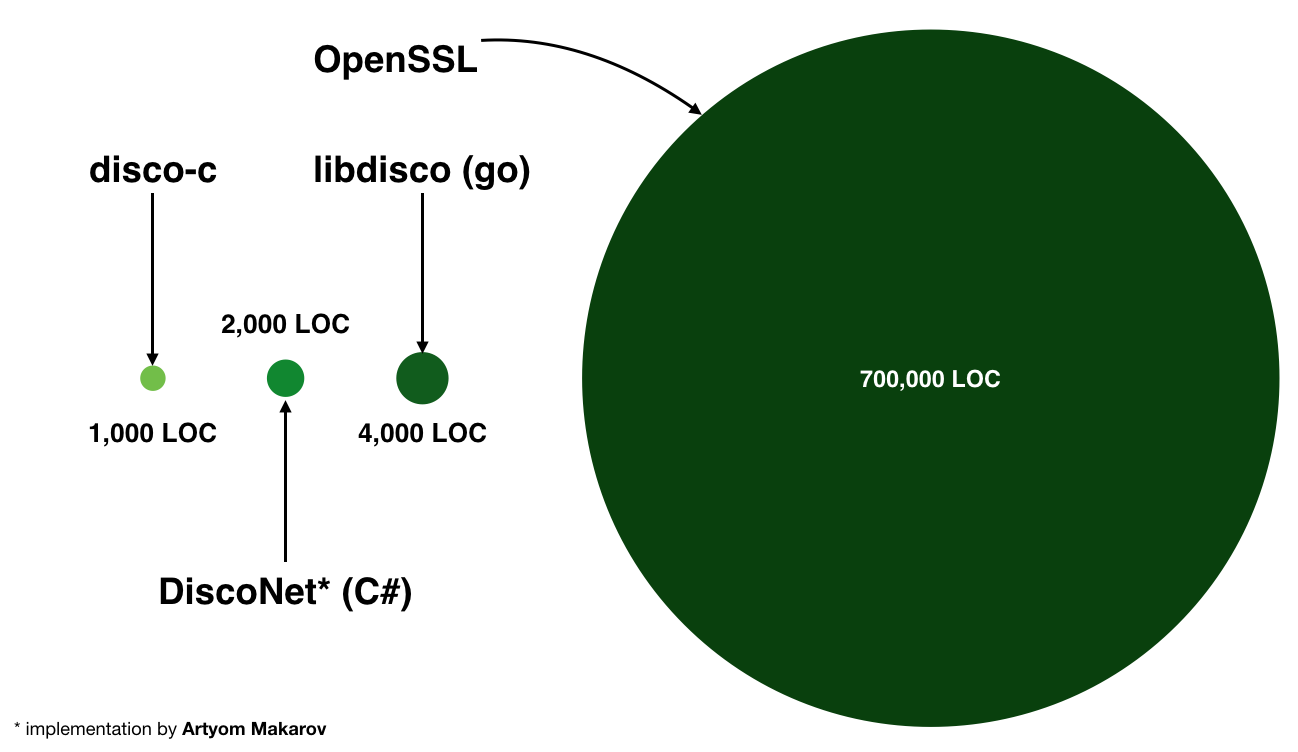 OpenSSL
disco-c
libdisco (go)
2,000 LOC
700,000 LOC
1,000 LOC
4,000 LOC
DiscoNet* (C#)
* implementation by Artyom Makarov